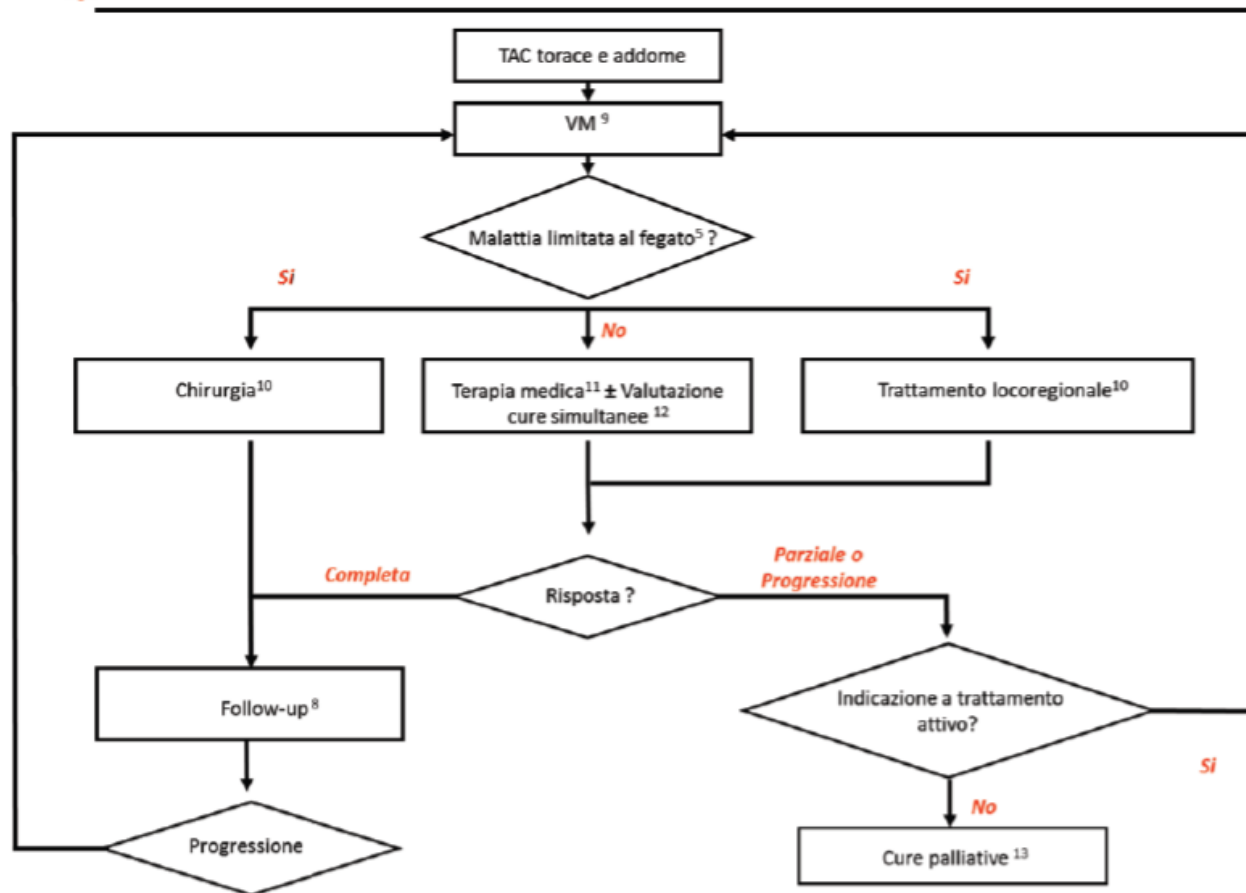 TAC torace e addome
VM ⁹
Malattia limitata al fegato⁵ ?
Si
Si
No
Chirurgia¹⁰
Terapia medica¹¹ ± Valutazione
cure simultanee ¹²
Trattamento locoregionale¹⁰
Completa
Risposta ?
Parziale o
Progressione
Follow-up ⁸
Indicazione a trattamento
attivo?
Si
No
Progressione
Cure palliative ¹³